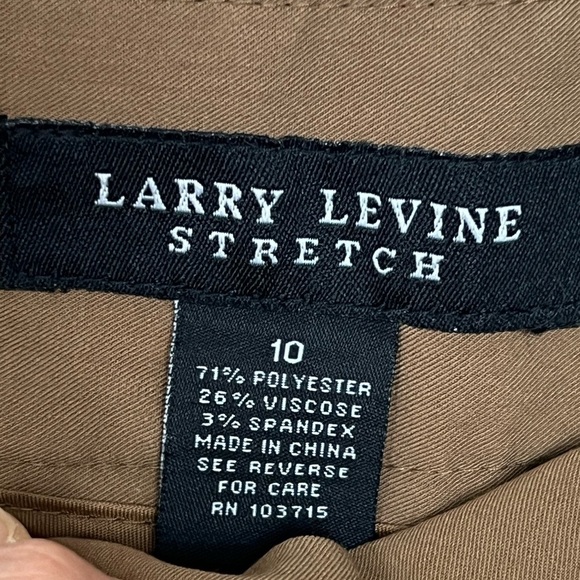 LARRY LEVINE
STRETCH
10
71% POLYESTER
26% VISCOSE
3% SPANDEX
MADE IN CHINA
SEE REVERSE
FOR CARE
RN 103715